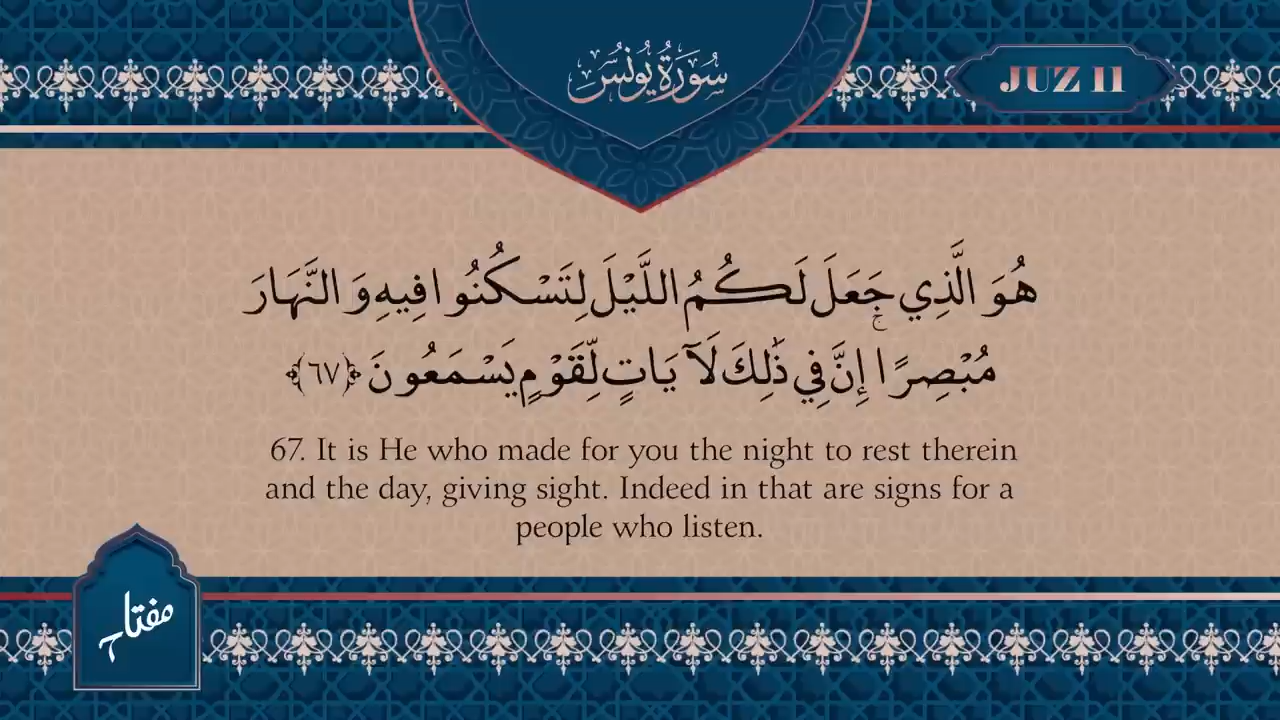 سُورَةُ يُونُسَ
JUZ 11
هُوَ الَّذِي جَعَلَ لَكُمُ اللَّيْلَ لِتَسْكُنُوا فِيهِ وَالنَّهَارَ
مُبْصِرًا ۚ إِنَّ فِي ذَٰلِكَ لَآيَاتٍ لِّقَوْمٍ يَسْمَعُونَ ﴿٦٧﴾
67. It is He who made for you the night to rest therein
and the day, giving sight. Indeed in that are signs for a
people who listen.
مفتاح